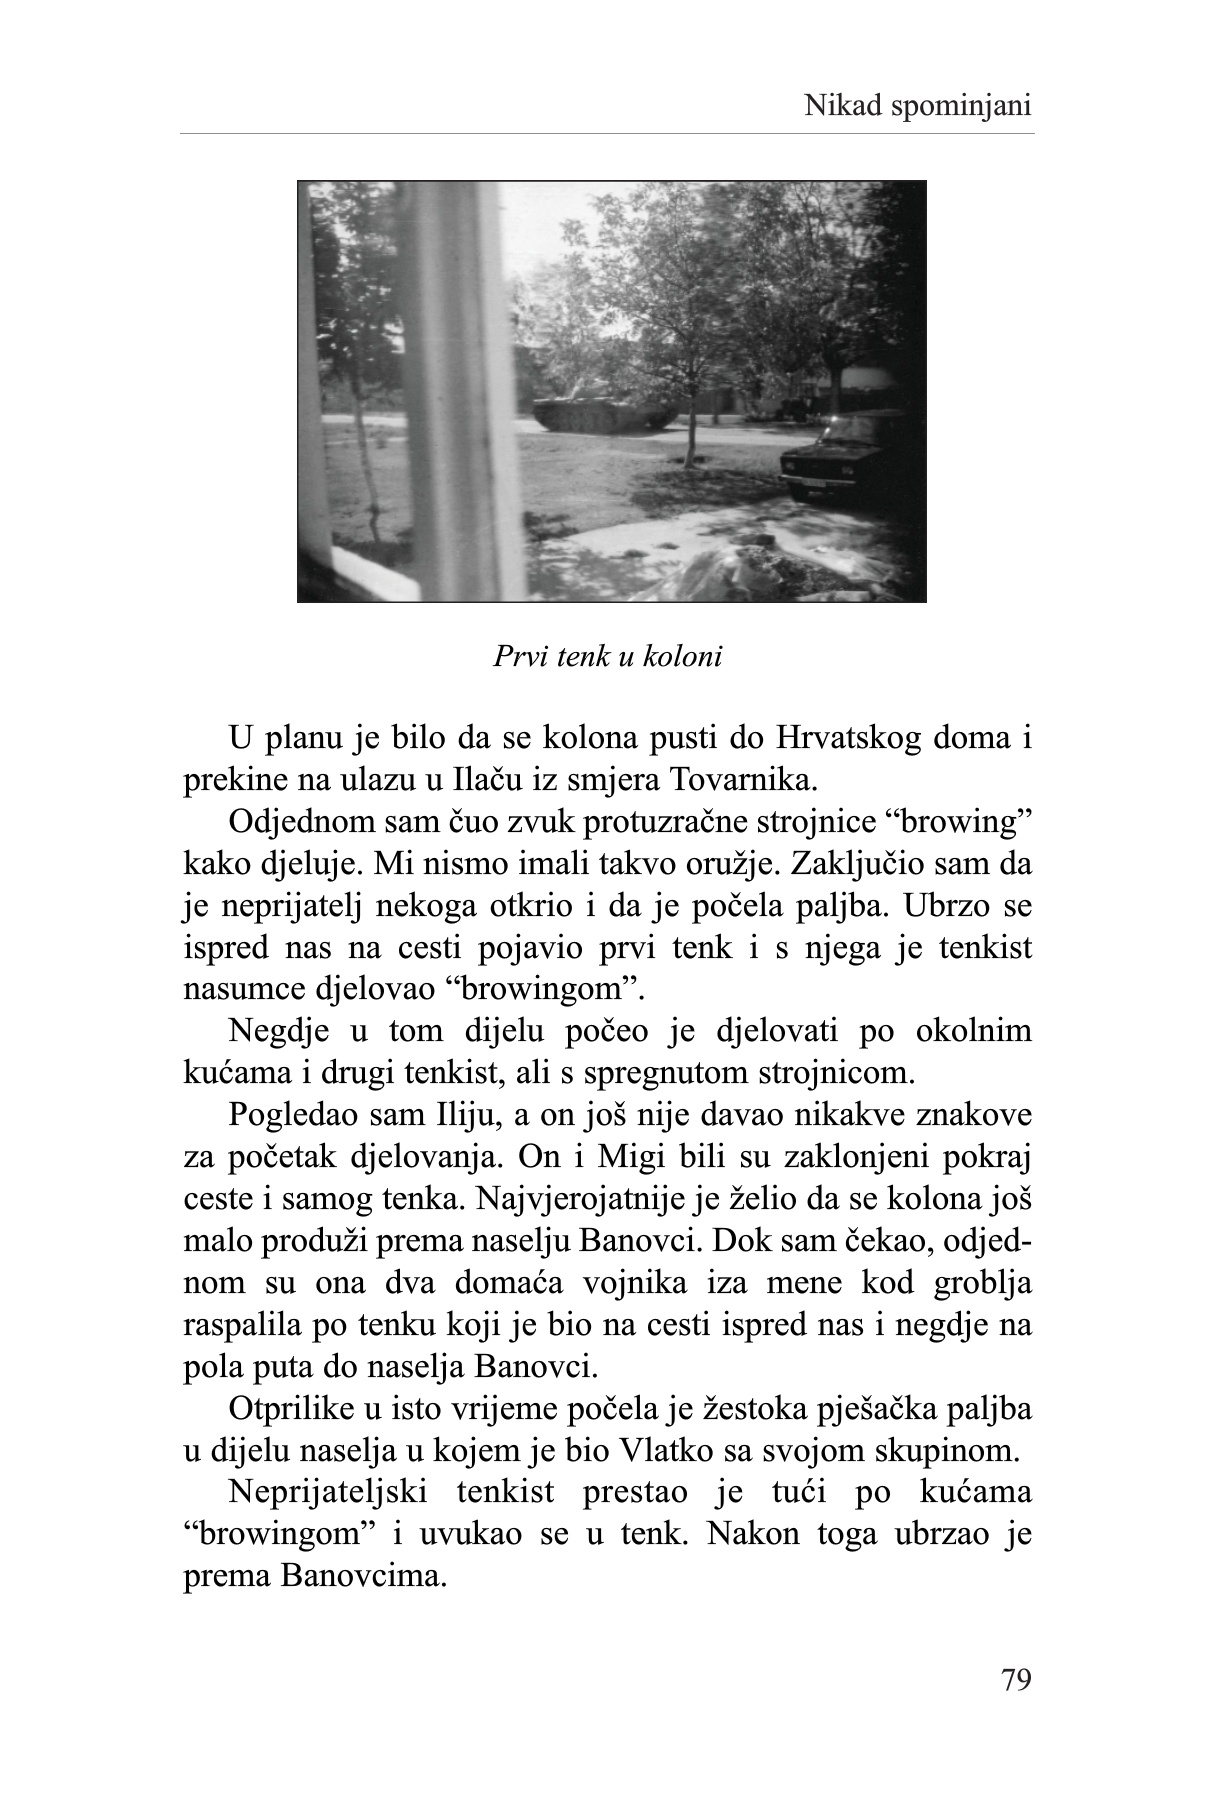 Nikad spominjani
Prvi tenk u koloni
U planu je bilo da se kolona pusti do Hrvatskog doma i
prekine na ulazu u Ilaču iz smjera Tovarnika.
Odjednom sam čuo zvuk protuzračne strojnice “browing”
kako djeluje. Mi nismo imali takvo oružje. Zaključio sam da
je neprijatelj nekoga otkrio i da je počela paljba. Ubrzo se
ispred nas na cesti pojavio prvi tenk i s njega je tenkist
nasumce djelovao “browingom”.
Negdje u tom dijelu počeo je djelovati po okolnim
kućama i drugi tenkist, ali s spregnutom strojnicom.
Pogledao sam Iliju, a on još nije davao nikakve znakove
za početak djelovanja. On i Migi bili su zaklonjeni pokraj
ceste i samog tenka. Najvjerojatnije je želio da se kolona još
malo produži prema naselju Banovci. Dok sam čekao, odjed-
nom su ona dva domaća vojnika iza mene kod groblja
raspalila po tenku koji je bio na cesti ispred nas i negdje na
pola puta do naselja Banovci.
Otprilike u isto vrijeme počela je žestoka pješačka paljba
u dijelu naselja u kojem je bio Vlatko sa svojom skupinom.
Neprijateljski tenkist prestao je tući po kućama
“browingom” i uvukao se u tenk. Nakon toga ubrzao je
prema Banovcima.
79